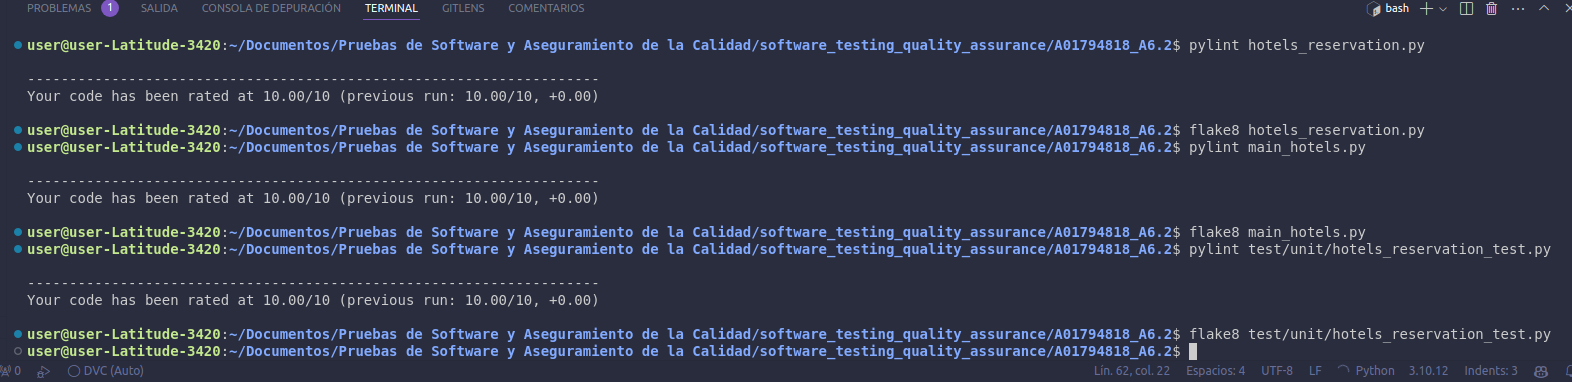 PROBLEMAS 1 SALIDA CONSOLA DE DEPURACIÓN TERMINAL GITLENS COMENTARIOS bash
user@user-Latitude-3420:~/Documentos/Pruebas de Software y Aseguramiento de la Calidad/software_testing_quality_assurance/A01794818_A6.2$ pylint hotels_reservation.py
--------------------------------------------------------------------
Your code has been rated at 10.00/10 (previous run: 10.00/10, +0.00)
user@user-Latitude-3420:~/Documentos/Pruebas de Software y Aseguramiento de la Calidad/software_testing_quality_assurance/A01794818_A6.2$ flake8 hotels_reservation.py
user@user-Latitude-3420:~/Documentos/Pruebas de Software y Aseguramiento de la Calidad/software_testing_quality_assurance/A01794818_A6.2$ pylint main_hotels.py
--------------------------------------------------------------------
Your code has been rated at 10.00/10 (previous run: 10.00/10, +0.00)
user@user-Latitude-3420:~/Documentos/Pruebas de Software y Aseguramiento de la Calidad/software_testing_quality_assurance/A01794818_A6.2$ flake8 main_hotels.py
user@user-Latitude-3420:~/Documentos/Pruebas de Software y Aseguramiento de la Calidad/software_testing_quality_assurance/A01794818_A6.2$ pylint test/unit/hotels_reservation_test.py
--------------------------------------------------------------------
Your code has been rated at 10.00/10 (previous run: 10.00/10, +0.00)
user@user-Latitude-3420:~/Documentos/Pruebas de Software y Aseguramiento de la Calidad/software_testing_quality_assurance/A01794818_A6.2$ flake8 test/unit/hotels_reservation_test.py
user@user-Latitude-3420:~/Documentos/Pruebas de Software y Aseguramiento de la Calidad/software_testing_quality_assurance/A01794818_A6.2$
0 DVC (Auto) Lín. 62, col. 22 Espacios: 4 UTF-8 LF Python 3.10.12 Indents: 3